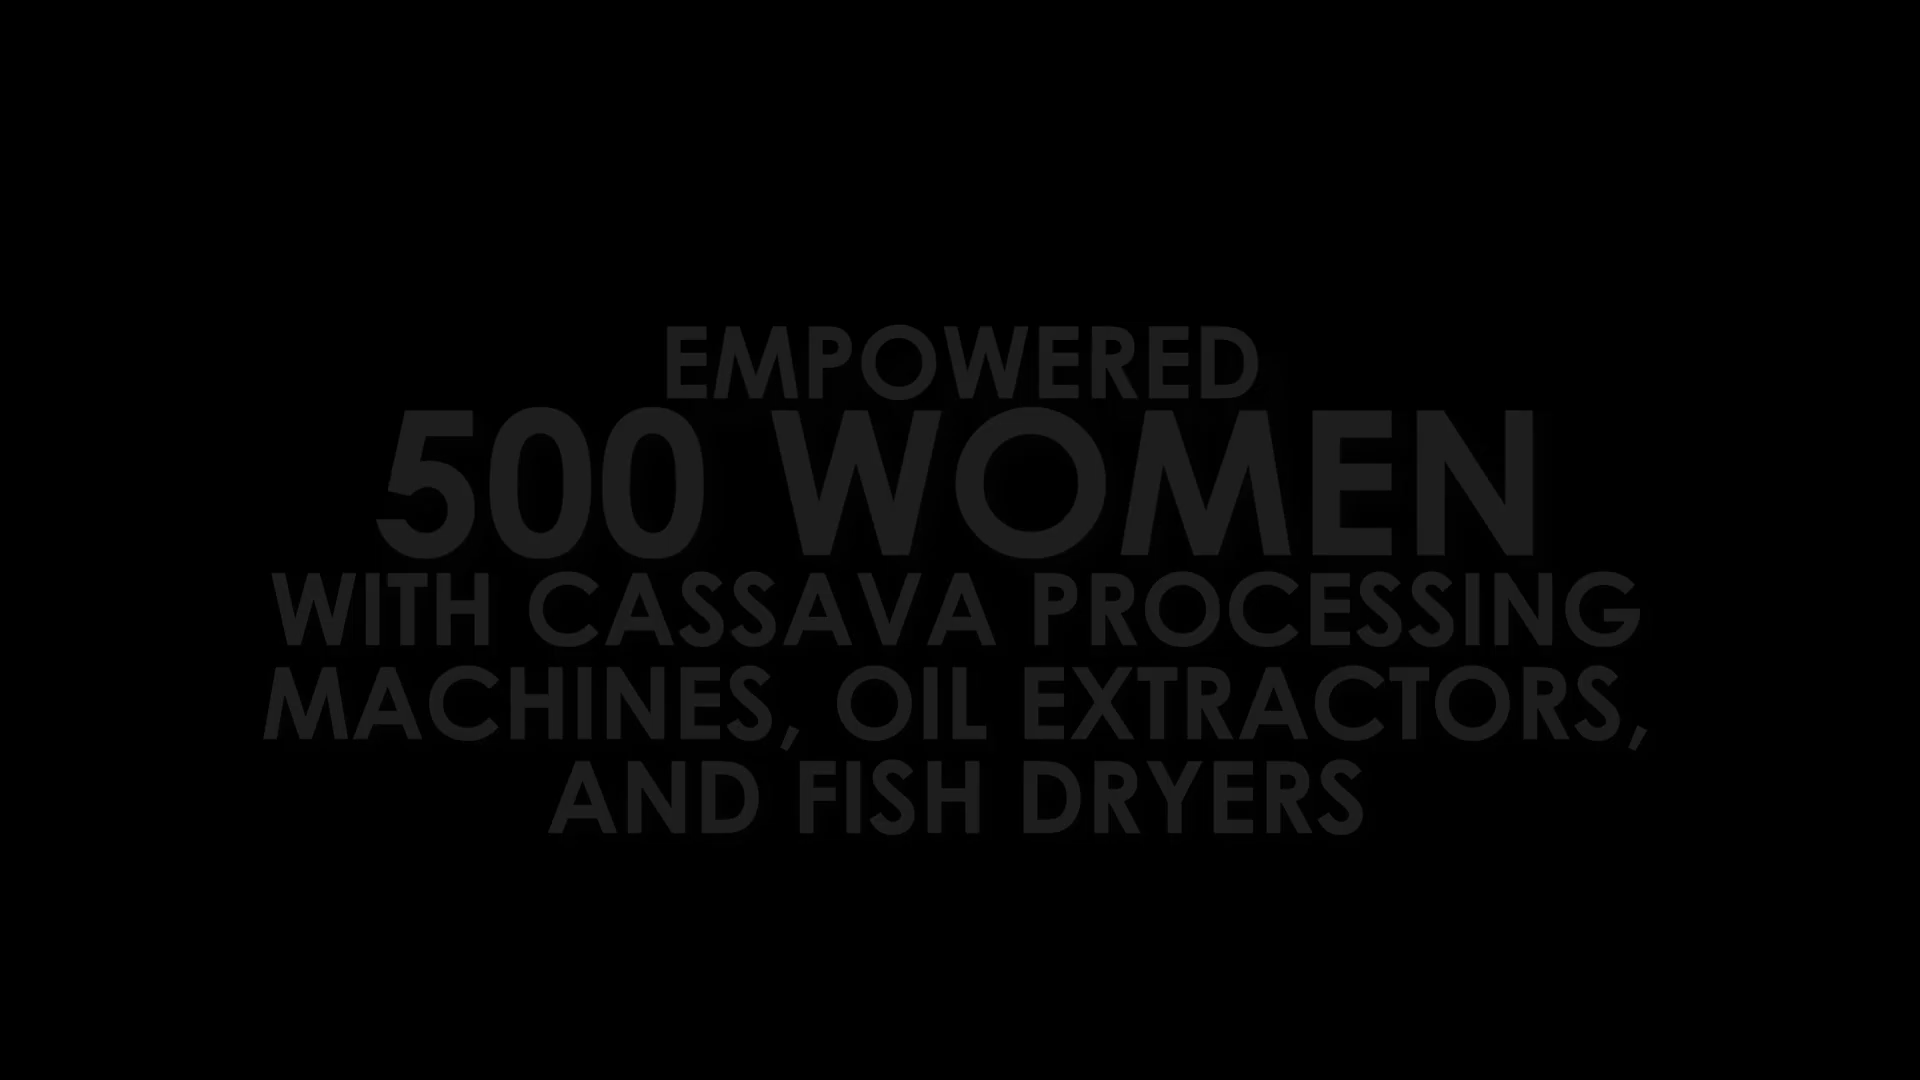 EMPOWERED
500 WOMEN
WITH CASSAVA PROCESSING
MACHINES, OIL EXTRACTORS,
AND FISH DRYERS